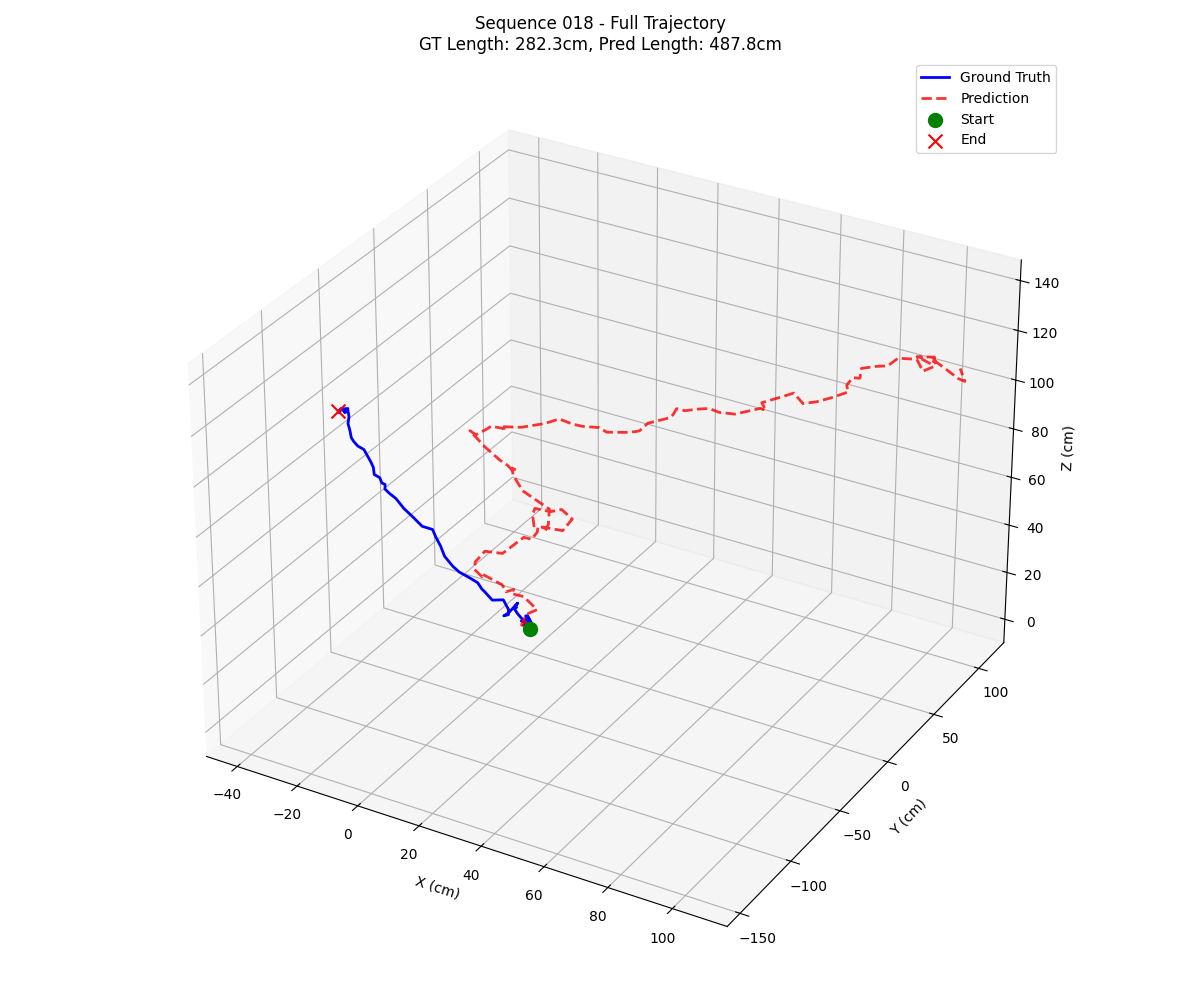 Sequence 018 - Full Trajectory
GT Length: 282.3cm, Pred Length: 487.8cm
Ground Truth
Prediction
Start
End
140
120
100
80
60
40
20
0
Z (cm)
100
50
0
−50
−100
−150
Y (cm)
−40
−20
0
20
40
60
80
100
X (cm)